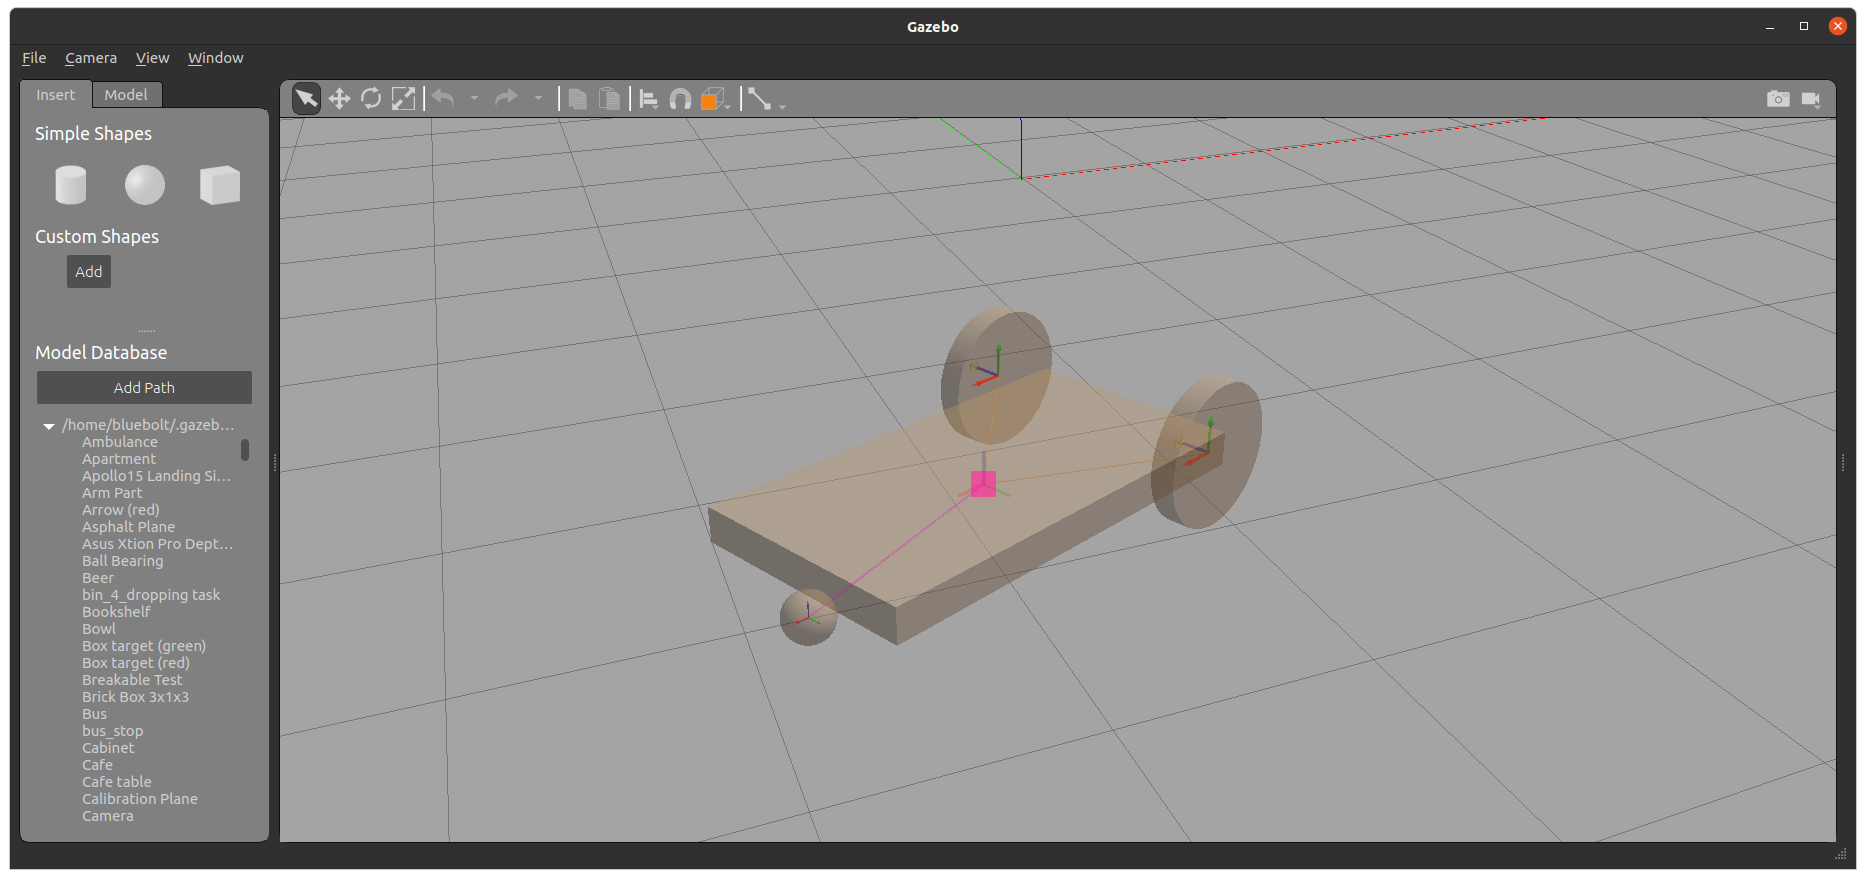 Gazebo
File Camera View Window
Insert Model
Simple Shapes
Custom Shapes
Add
Model Database
Add Path
/home/bluebolt/.gazeb...
Ambulance
Apartment
Apollo15 Landing Si...
Arm Part
Arrow (red)
Asphalt Plane
Asus Xtion Pro Dept...
Ball Bearing
Beer
bin_4_dropping task
Bookshelf
Bowl
Box target (green)
Box target (red)
Breakable Test
Brick Box 3x1x3
Bus
bus_stop
Cabinet
Cafe
Cafe table
Calibration Plane
Camera